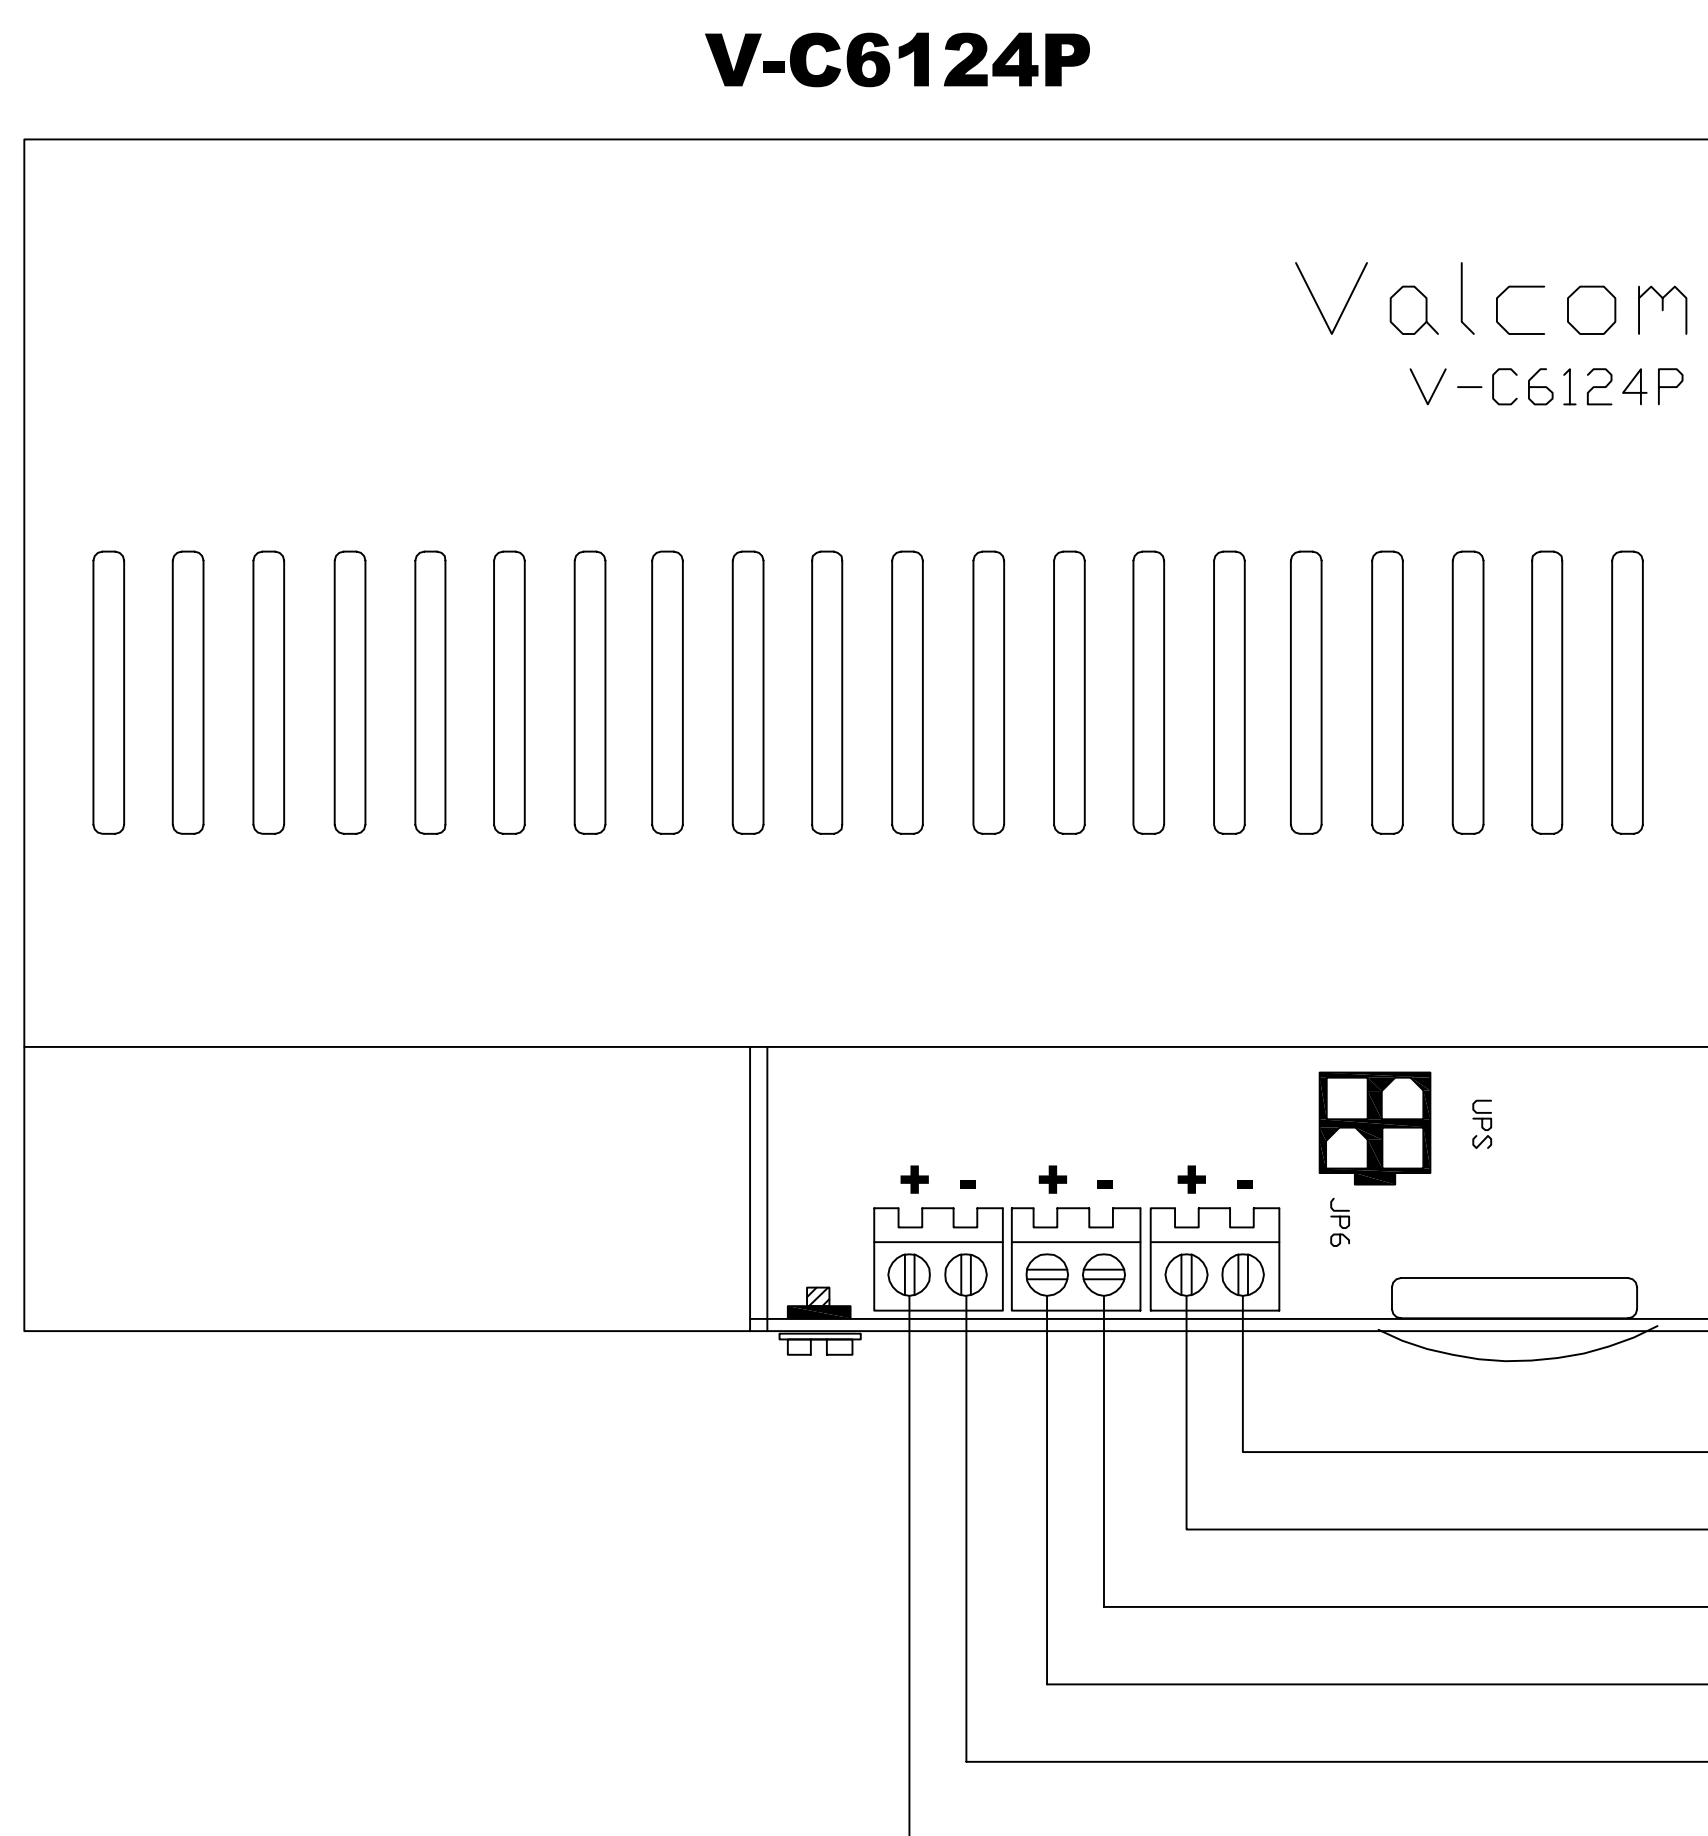 V-C6124P
Valcom
V-C6124P
UPS
+ - + - + -
JP6